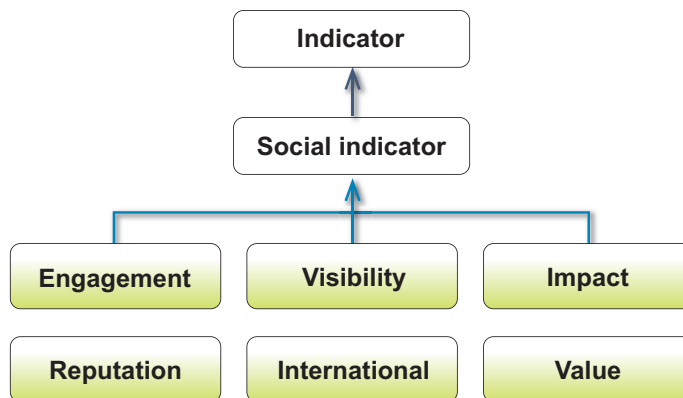 Indicator
Social indicator
Engagement
Visibility
Impact
Reputation
International
Value